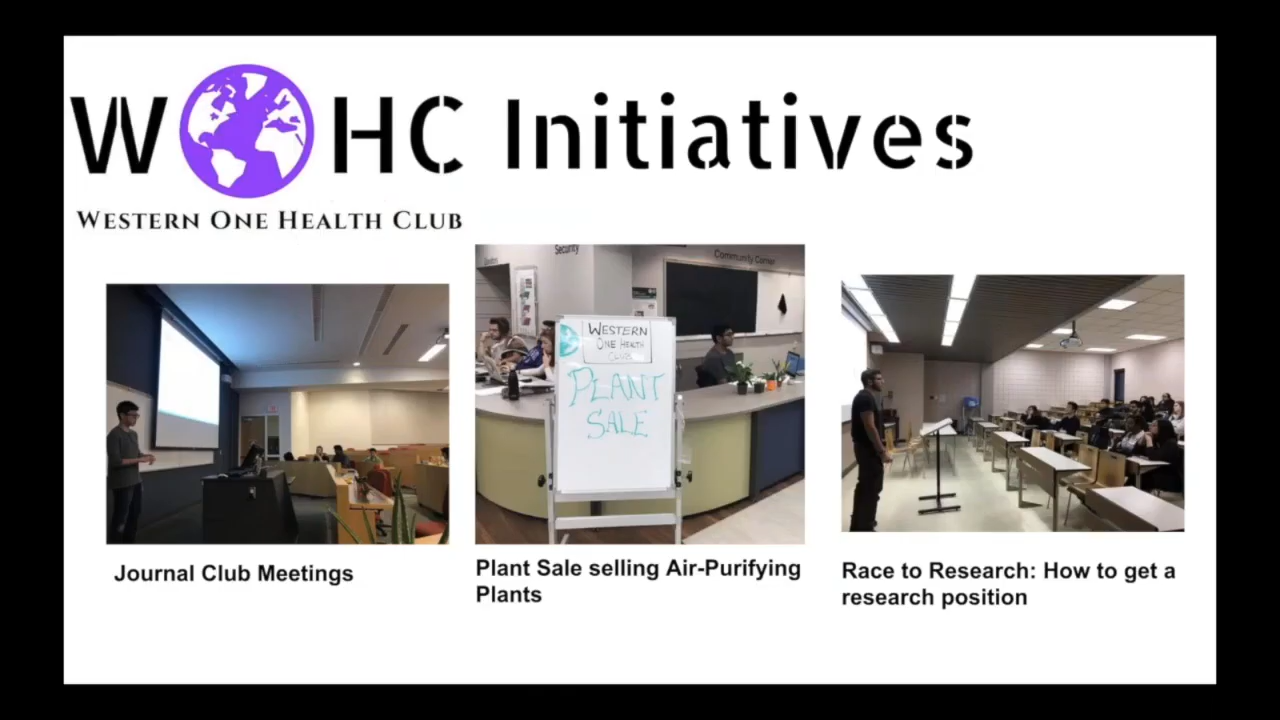 W HC Initiatives
WESTERN ONE HEALTH CLUB
Security
Community Corner
WESTERN
ONE HEALTH
CLUB
PLANT
SALE
Journal Club Meetings
Plant Sale selling Air-Purifying
Plants
Race to Research: How to get a
research position